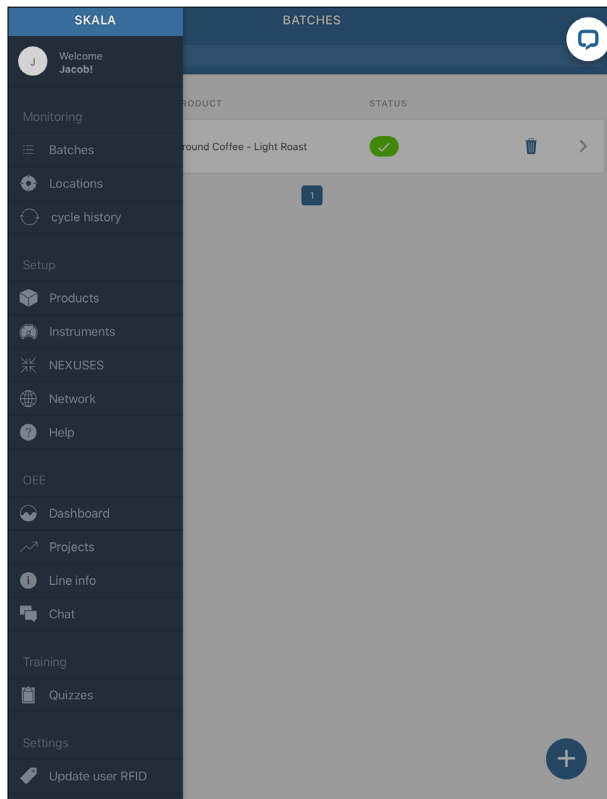 SKALA
BATCHES
J
Welcome
Jacob!
RODUCT
STATUS
round Coffee - Light Roast
1
Monitoring
Batches
Locations
cycle history
Setup
Products
Instruments
NEXUSES
Network
? Help
OEE
Dashboard
Projects
i Line info
Chat
Training
Quizzes
Settings
Update user RFID
+